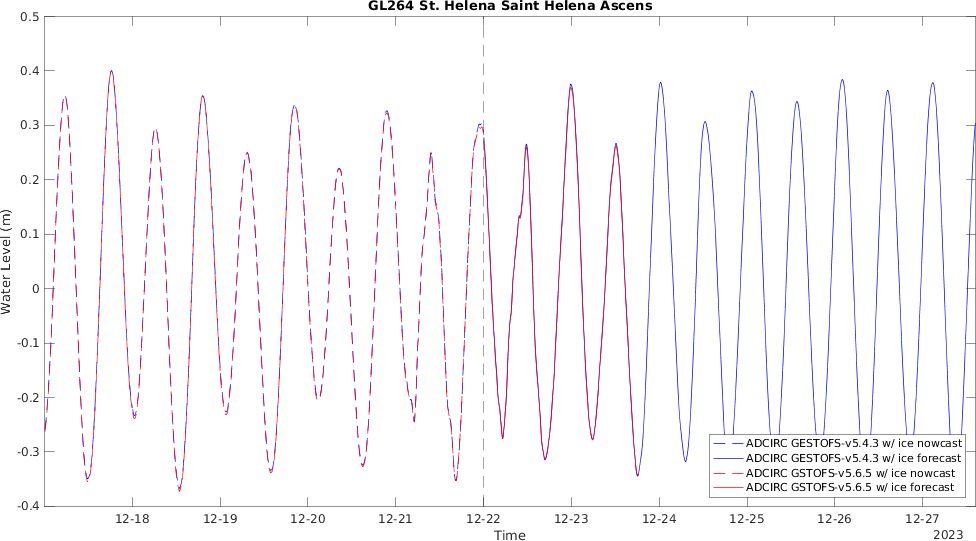 GL264 St. Helena Saint Helena Ascens
Water Level (m)
0.5
0.4
0.3
0.2
0.1
0
-0.1
-0.2
-0.3
-0.4
ADCIRC GESTOFS-v5.4.3 w/ ice nowcast
ADCIRC GESTOFS-v5.4.3 w/ ice forecast
ADCIRC GSTOFS-v5.6.5 w/ ice nowcast
ADCIRC GSTOFS-v5.6.5 w/ ice forecast
12-18 12-19 12-20 12-21 12-22 12-23 12-24 12-25 12-26 12-27
Time
2023